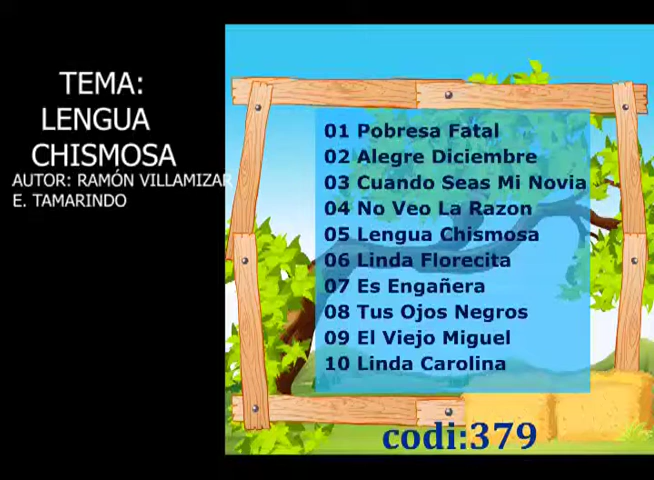 TEMA:
LENGUA
CHISMOSA
AUTOR: RAMÓN VILLAMIZAR
E. TAMARINDO
01 Pobresa Fatal
02 Alegre Diciembre
03 Cuando Seas Mi Novia
04 No Veo La Razon
05 Lengua Chismosa
06 Linda Florecita
07 Es Engañera
08 Tus Ojos Negros
09 El Viejo Miguel
10 Linda Carolina
codi:379